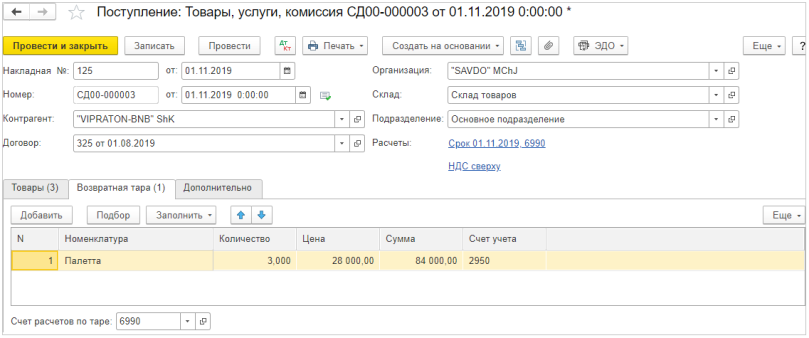 Поступление: Товары, услуги, комиссия СД00-000003 от 01.11.2019 0:00:00 *
Провести и закрыть Записать Провести Дт Кт Печать Создать на основании ЭДО Еще ?
Накладная №: 125 от: 01.11.2019 Организация: "SAVDO" MChJ
Номер: СД00-000003 от: 01.11.2019 0:00:00 Склад: Склад товаров
Контрагент: "VIPRATON-BNB" ShK Подразделение: Основное подразделение
Договор: 325 от 01.08.2019 Расчеты: Срок 01.11.2019, 6990
НДС сверху
Товары (3) Возвратная тара (1) Дополнительно
Добавить Подбор Заполнить Еще
N Номенклатура Количество Цена Сумма Счет учета
1 Палетта 3,000 28 000,00 84 000,00 2950
Счет расчетов по таре: 6990